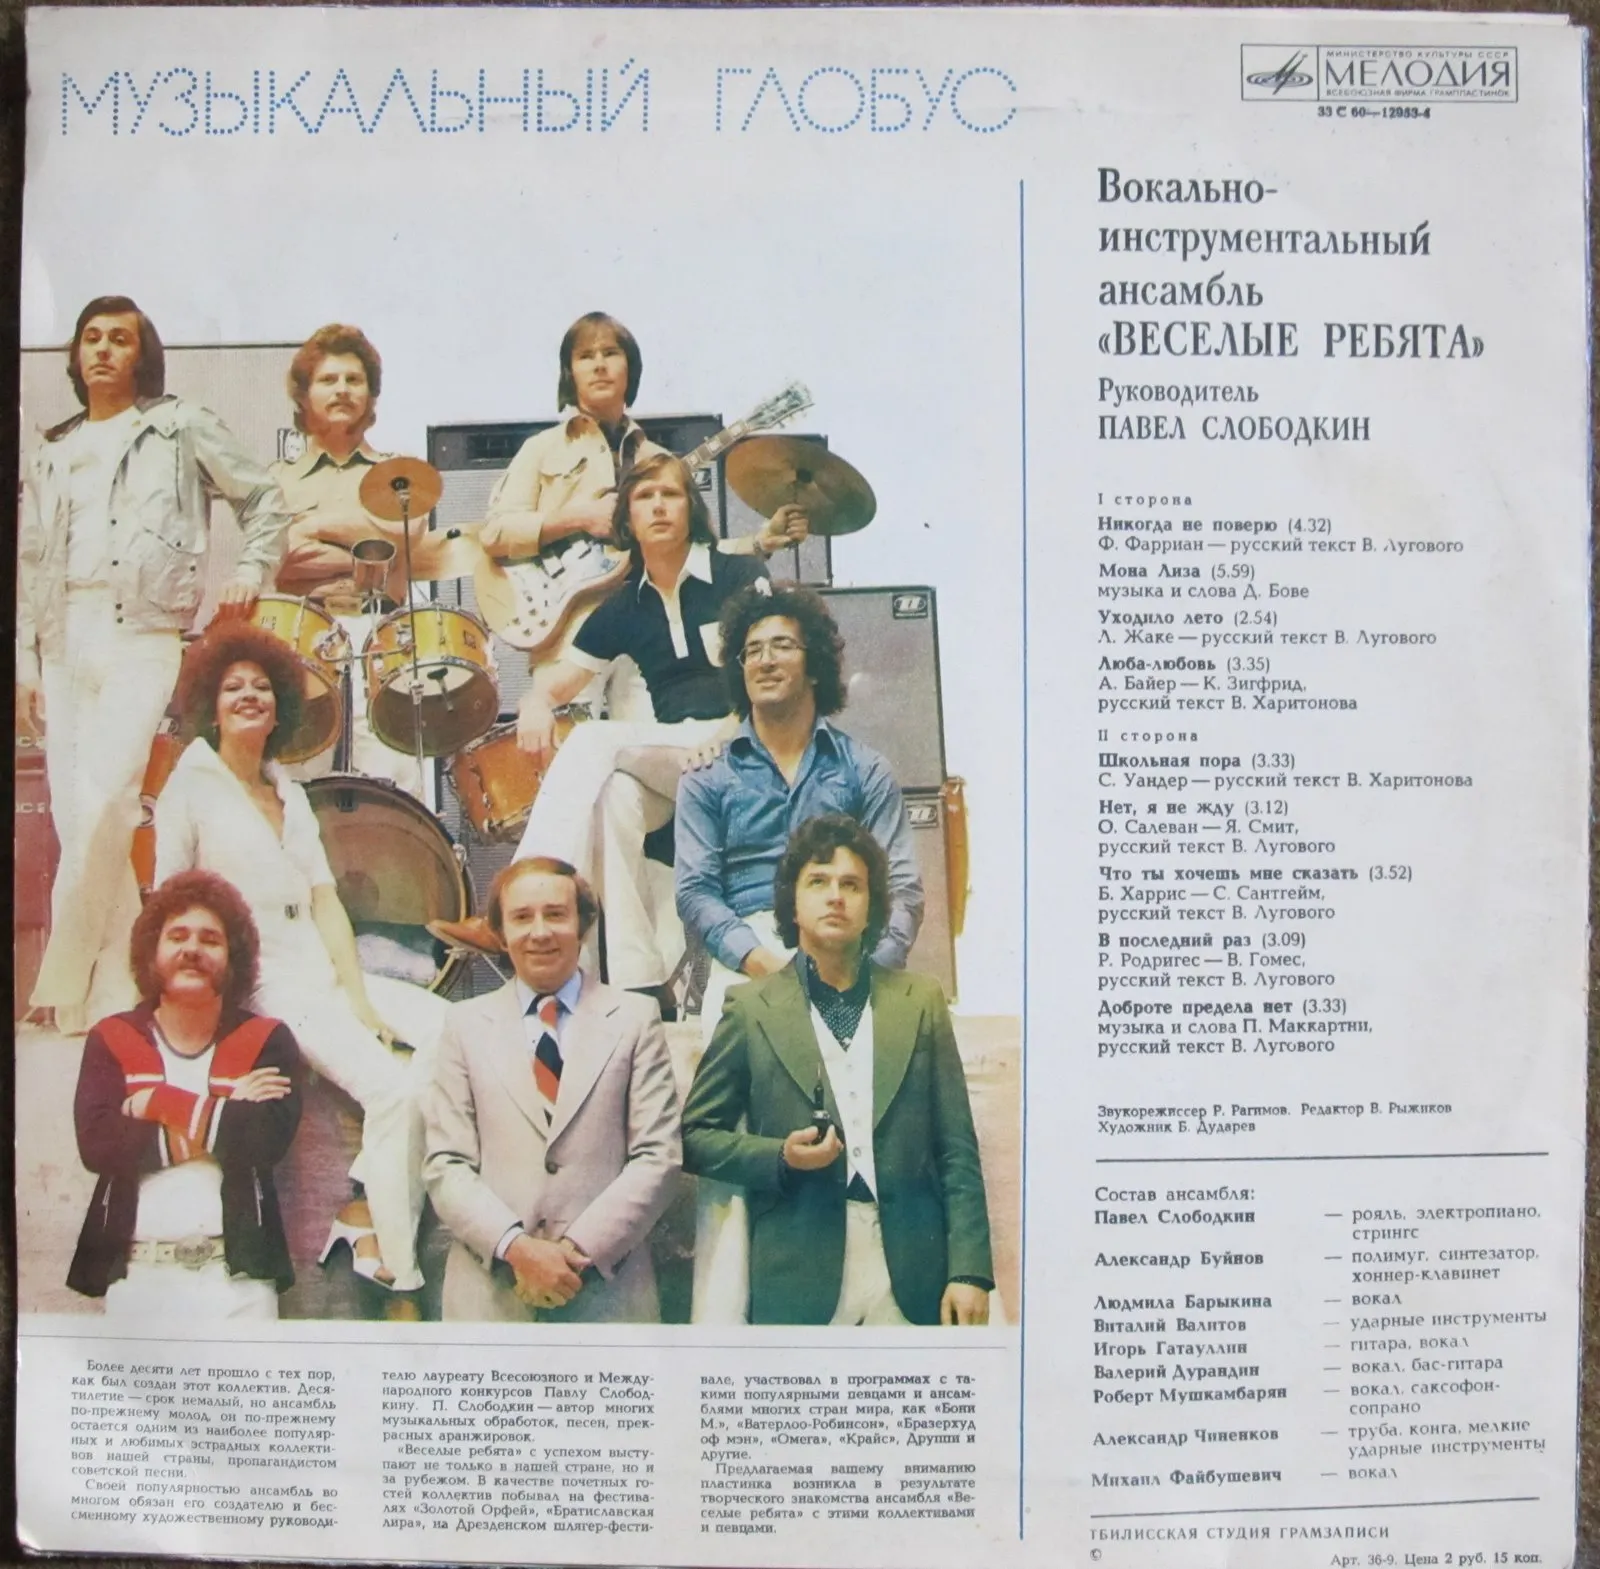 МУЗЫКАЛЬНЫЙ ГЛОБУС
МИНИСТЕРСТВО КУЛЬТУРЫ СССР
МЕЛОДИЯ
ВСЕСОЮЗНАЯ ФИРМА ГРАМПЛАСТИНОК
33 С 60—12953-4
Вокально-
инструментальный
ансамбль
«ВЕСЕЛЫЕ РЕБЯТА»
Руководитель
ПАВЕЛ СЛОБОДКИН
I сторона
Никогда не поверю (4.32)
Ф. Фарриан — русский текст В. Лугового
Мона Лиза (5.59)
музыка и слова Д. Бове
Уходило лето (2.54)
Л. Жаке — русский текст В. Лугового
Люба-любовь (3.35)
А. Байер — К. Зигфрид,
русский текст В. Харитонова
II сторона
Школьная пора (3.33)
С. Уандер — русский текст В. Харитонова
Нет, я не жду (3.12)
О. Салеван — Я. Смит,
русский текст В. Лугового
Что ты хочешь мне сказать (3.52)
Б. Харрис — С. Сантгейм,
русский текст В. Лугового
В последний раз (3.09)
Р. Родригес — В. Гомес,
русский текст В. Лугового
Доброте предела нет (3.33)
музыка и слова П. Маккартни,
русский текст В. Лугового
Звукорежиссер Р. Рагимов. Редактор В. Рыжиков
Художник Б. Дударев
Состав ансамбля:
Павел Слободкин — рояль, электропиано,
стрингс
Александр Буйнов — полимуг, синтезатор,
хоннер-клавинет
Людмила Барыкина — вокал
Виталий Валитов — ударные инструменты
Игорь Гатауллин — гитара, вокал
Валерий Дурандин — вокал, бас-гитара
Роберт Мушкамбарян — вокал, саксофон-
сопрано
Александр Чиненков — труба, конга, мелкие
ударные инструменты
Михаил Файбушевич — вокал
ТБИЛИССКАЯ СТУДИЯ ГРАМЗАПИСИ
©
Арт. 36-9. Цена 2 руб. 15 коп.
Более десяти лет прошло с тех пор,
как был создан этот коллектив. Деся-
тилетие — срок немалый, но ансамбль
по-прежнему молод, он по-прежнему
остается одним из наиболее популяр-
ных и любимых эстрадных коллекти-
вов нашей страны, пропагандистом
советской песни.
Своей популярностью ансамбль во
многом обязан его создателю и бес-
сменному художественному руководи-
телю лауреату Всесоюзного и Между-
народного конкурсов Павлу Слобод-
кину. П. Слободкин — автор многих
музыкальных обработок, песен, прек-
расных аранжировок.
«Веселые ребята» с успехом высту-
пают не только в нашей стране, но и
за рубежом. В качестве почетных го-
стей коллектив побывал на фестива-
лях «Золотой Орфей», «Братиславская
лира», на Дрезденском шлягер-фести-
вале, участвовал в программах с та-
кими популярными певцами и ансам-
блями многих стран мира, как «Бони
М.», «Ватерлоо-Робинсон», «Бразерхуд
оф мэн», «Омега», «Крайс», Друппи и
другие.
Предлагаемая вашему вниманию
пластинка возникла в результате
творческого знакомства ансамбля «Ве-
селые ребята» с этими коллективами
и певцами.